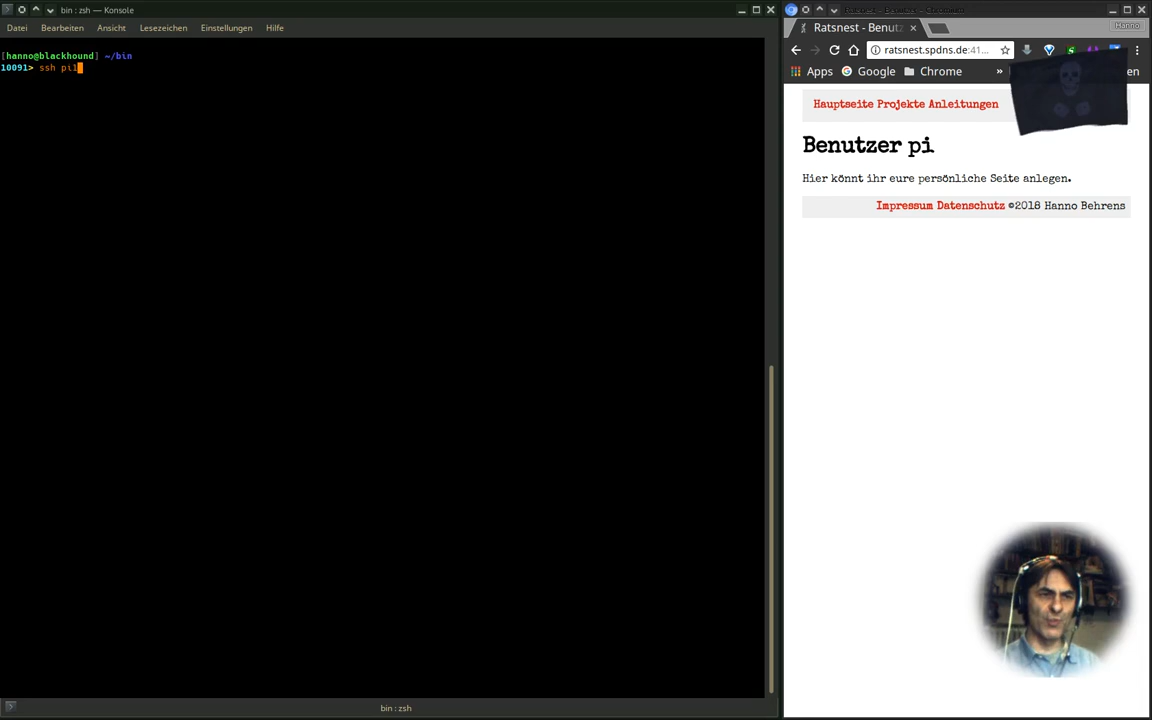 bin : zsh — Konsole
Datei Bearbeiten Ansicht Lesezeichen Einstellungen Hilfe
[hanno@blackhound] ~/bin
10091> ssh pi1
bin : zsh
Ratsnest - Benutz
Hanno
ratsnest.spdns.de:41...
Apps Google Chrome » en
Hauptseite Projekte Anleitungen
Benutzer pi
Hier könnt ihr eure persönliche Seite anlegen.
Impressum Datenschutz ©2018 Hanno Behrens